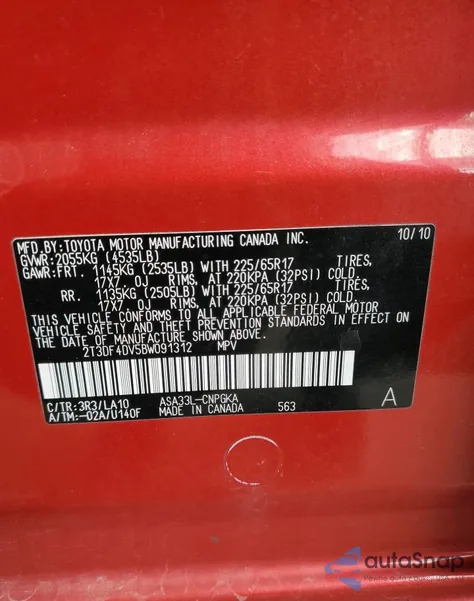 MFD.BY:TOYOTA MOTOR MANUFACTURING CANADA INC. 10/10
GVWR:2055KG (4535LB)
GAWR:FRT. 1145KG (2535LB) WITH 225/65R17 TIRES,
17X7 OJ RIMS, AT 220KPA (32PSI) COLD.
RR. 1135KG (2505LB) WITH 225/65R17 TIRES,
17X7 OJ RIMS, AT 220KPA (32PSI) COLD.
THIS VEHICLE CONFORMS TO ALL APPLICABLE FEDERAL MOTOR
VEHICLE SAFETY AND THEFT PREVENTION STANDARDS IN EFFECT ON
THE DATE OF MANUFACTURE SHOWN ABOVE.
2T3DF4DV5BW091312 MPV
C/TR:3R3/LA10 ASA33L-CNPGKA
A/TM:-02A/U140F MADE IN CANADA 563 A
autoSnap